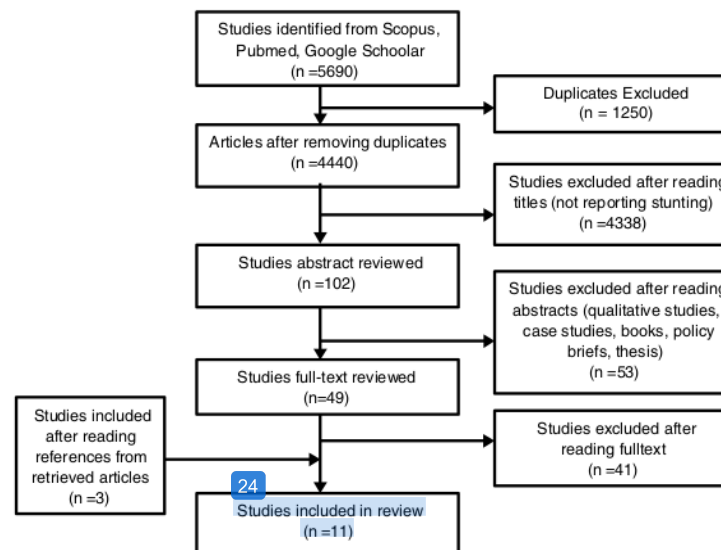 Studies identified from Scopus,
Pubmed, Google Schoolar
(n =5690)
Duplicates Excluded
(n = 1250)
Articles after removing duplicates
(n =4440)
Studies excluded after reading
titles (not reporting stunting)
(n =4338)
Studies abstract reviewed
(n =102)
Studies excluded after reading
abstracts (qualitative studies,
case studies, books, policy
briefs, thesis)
(n =53)
Studies full-text reviewed
(n=49)
Studies included
after reading
references from
retrieved articles
(n =3)
Studies excluded after
reading fulltext
(n =41)
24
Studies included in review
(n =11)